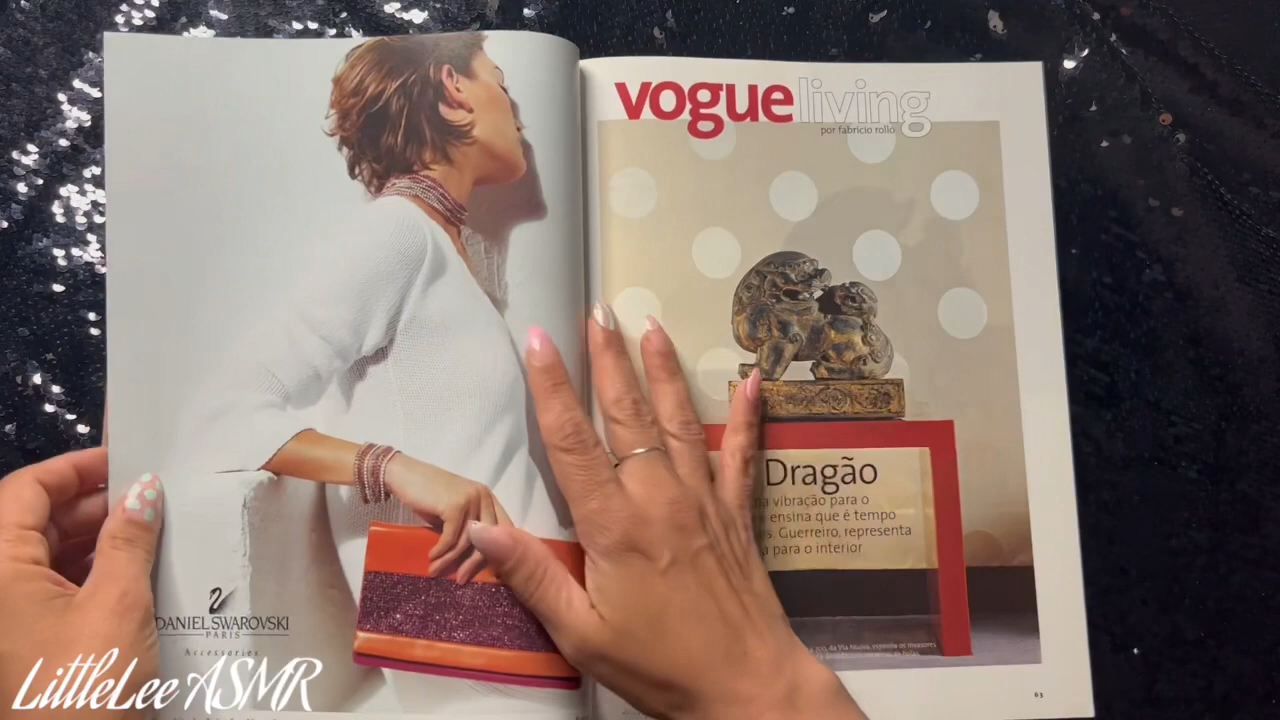 DANIEL SWAROVSKI
PARIS
Accessories
LittleLee ASMR
vogue living
por fabricio rollo
Dragão
vibração para o
ensina que é tempo
Guerreiro, representa
para o interior
63